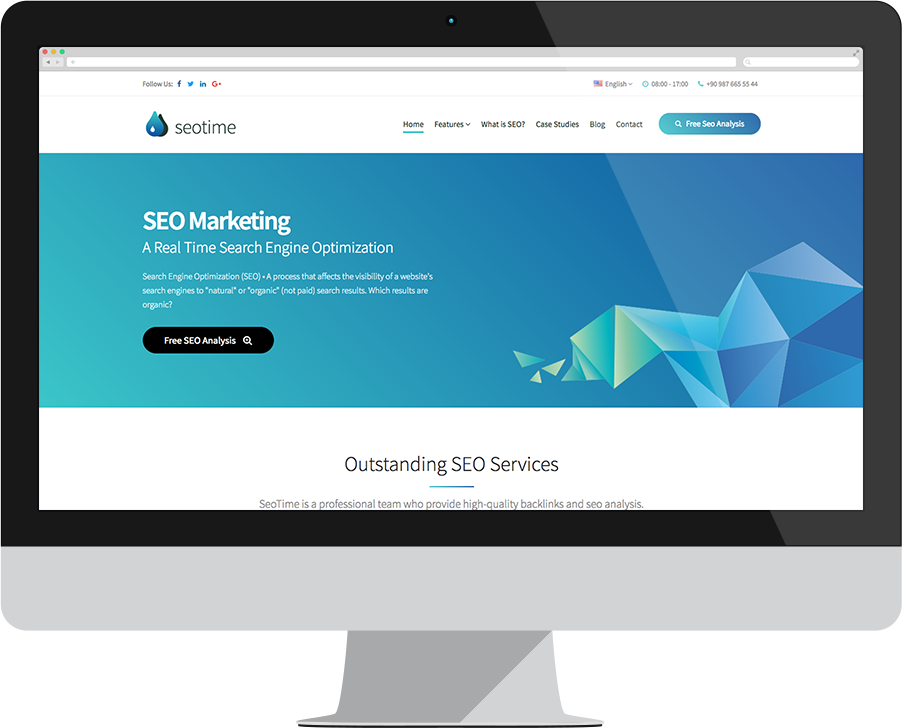 Follow Us:
English
08:00 - 17:00
+90 987 665 55 44
seotime
Home
Features
What is SEO?
Case Studies
Blog
Contact
Free Seo Analysis
SEO Marketing
A Real Time Search Engine Optimization
Search Engine Optimization (SEO) • A process that affects the visibility of a website's
search engines to "natural" or "organic" (not paid) search results. Which results are
organic?
Free SEO Analysis
Outstanding SEO Services
SeoTime is a professional team who provide high-quality backlinks and seo analysis.